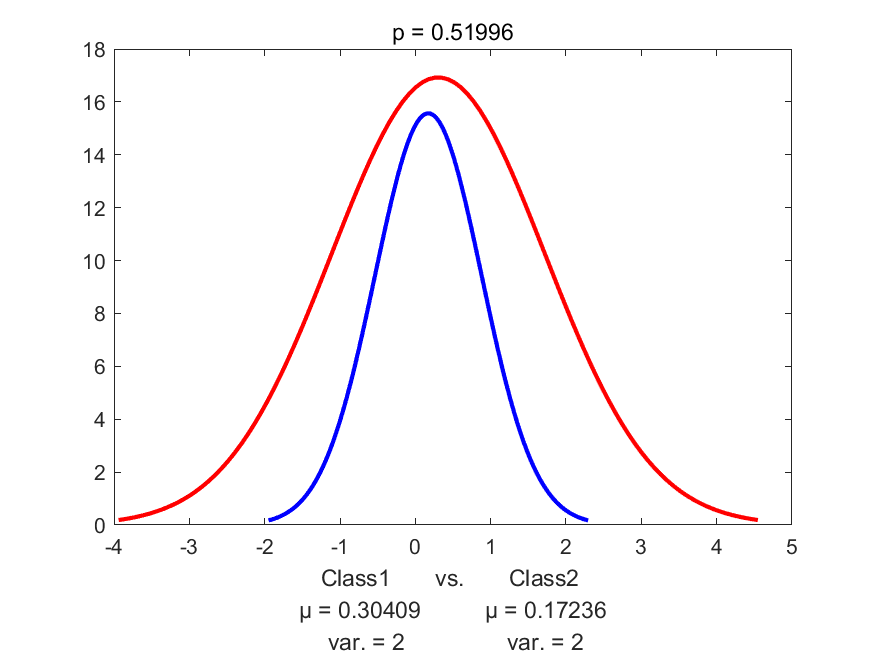 p = 0.51996
18
16
14
12
10
8
6
4
2
0
-4 -3 -2 -1 0 1 2 3 4 5
Class1 vs. Class2
μ = 0.30409 μ = 0.17236
var. = 2 var. = 2